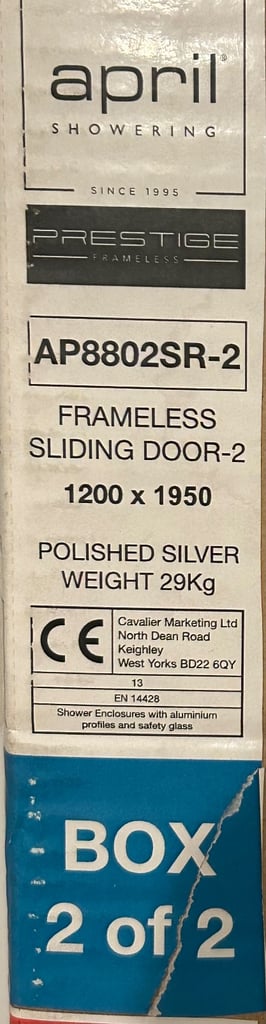 april®
SHOWERING
SINCE 1995
PRESTIGE
FRAMELESS
AP8802SR-2
FRAMELESS
SLIDING DOOR-2
1200 x 1950
POLISHED SILVER
WEIGHT 29Kg
CE
Cavalier Marketing Ltd
North Dean Road
Keighley
West Yorks BD22 6QY
13
EN 14428
Shower Enclosures with aluminium
profiles and safety glass
BOX
2 of 2